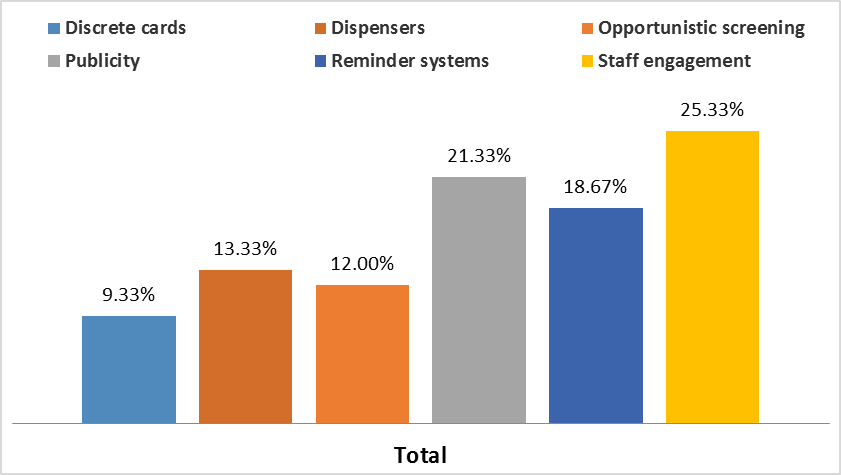 Discrete cards Dispensers Opportunistic screening
Publicity Reminder systems Staff engagement
25.33%
21.33%
18.67%
13.33%
12.00%
9.33%
Total